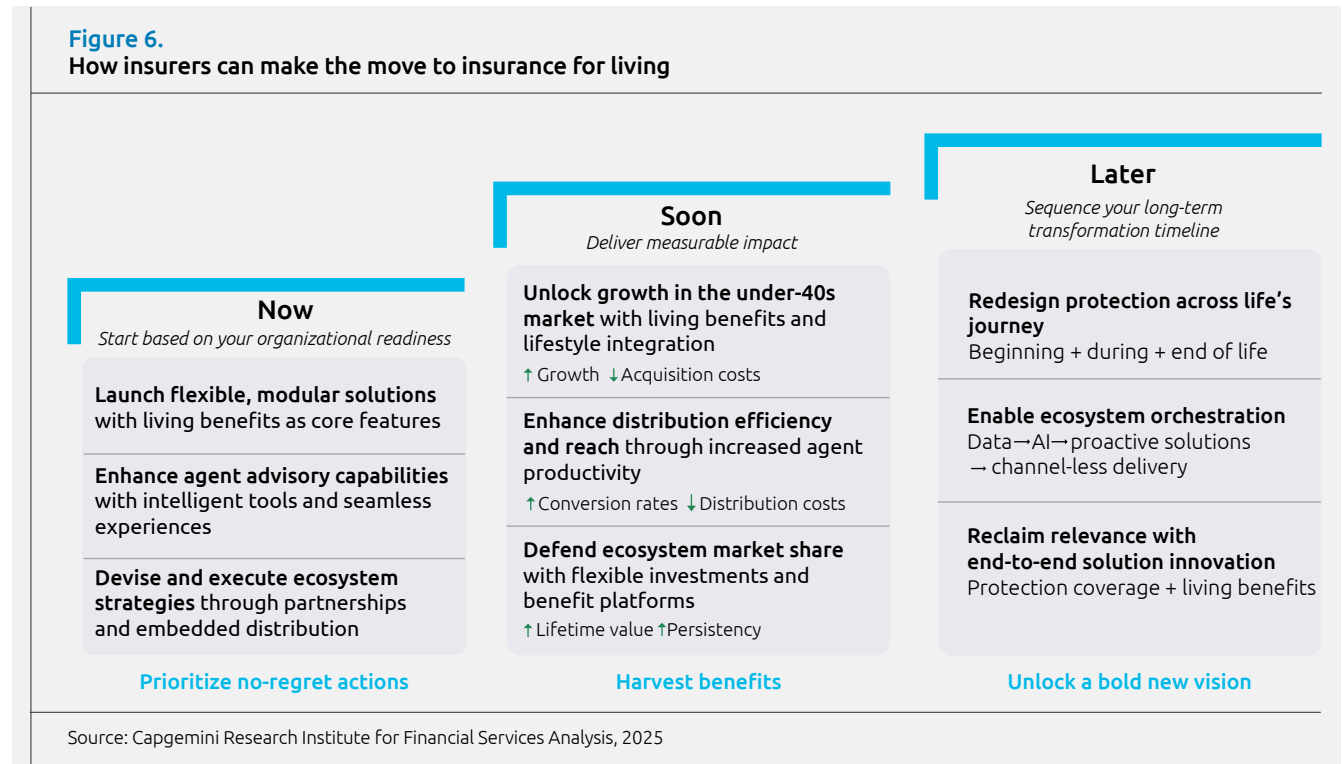 Figure 6.
How insurers can make the move to insurance for living
Now
Start based on your organizational readiness
Launch flexible, modular solutions
with living benefits as core features
Enhance agent advisory capabilities
with intelligent tools and seamless
experiences
Devise and execute ecosystem
strategies through partnerships
and embedded distribution
Prioritize no-regret actions
Soon
Deliver measurable impact
Unlock growth in the under-40s
market with living benefits and
lifestyle integration
↑ Growth ↓ Acquisition costs
Enhance distribution efficiency
and reach through increased agent
productivity
↑ Conversion rates ↓ Distribution costs
Defend ecosystem market share
with flexible investments and
benefit platforms
↑ Lifetime value ↑ Persistency
Harvest benefits
Later
Sequence your long-term
transformation timeline
Redesign protection across life’s
journey
Beginning + during + end of life
Enable ecosystem orchestration
Data→AI→proactive solutions
→ channel-less delivery
Reclaim relevance with
end-to-end solution innovation
Protection coverage + living benefits
Unlock a bold new vision
Source: Capgemini Research Institute for Financial Services Analysis, 2025